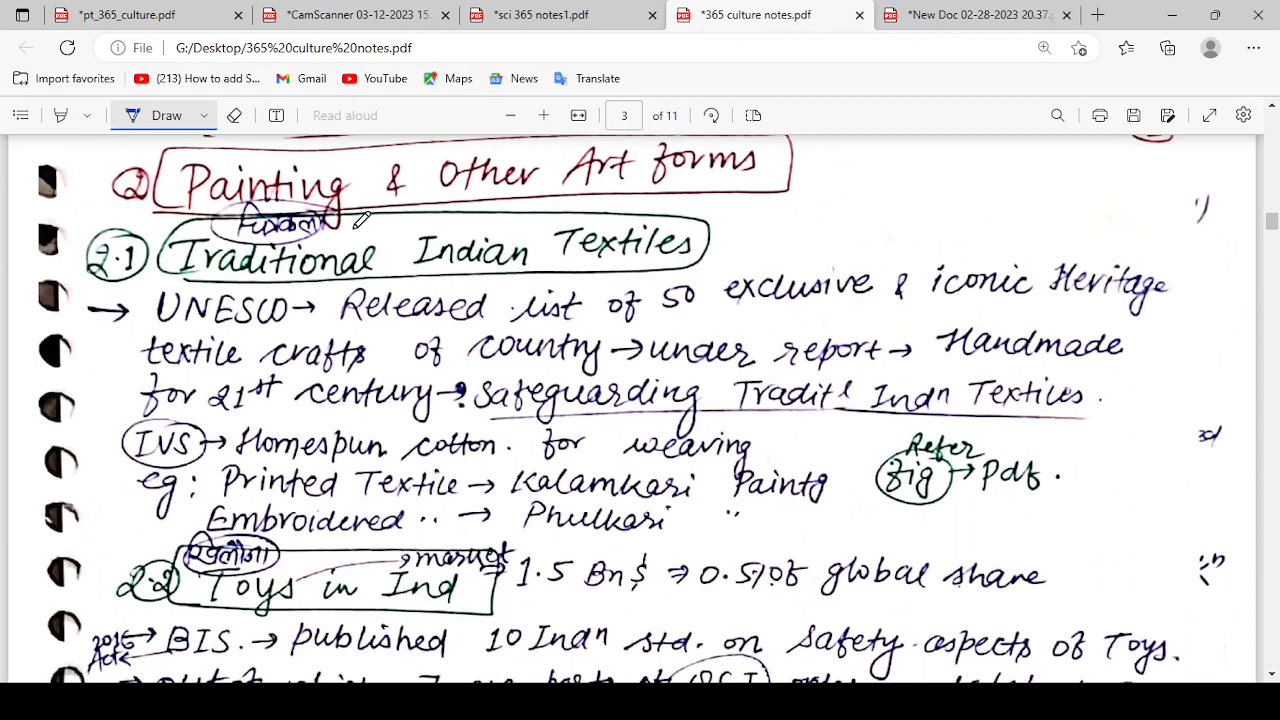 *pt_365_culture.pdf
*CamScanner 03-12-2023 15.
*sci 365 notes1.pdf
*365 culture notes.pdf
*New Doc 02-28-2023 20.37.p
File
G:/Desktop/365%20culture%20notes.pdf
Import favorites
(213) How to add S...
Gmail
YouTube
Maps
News
Translate
Draw
Read aloud
3 of 11
② Painting & Other Art forms
2.1 Traditional Indian Textiles
→ UNESCO → Released list of 50 exclusive & iconic Heritage
textile crafts of country → under report → Handmade
for 21st century → Safeguarding Tradit'l Indn Textiles.
IVS → Homespun cotton for weaving
Refer
eg: Printed Textile → Kalamkari Paintg fig → Pdf.
Embroidered " → Phulkari "
खिलौना
market
2.2 Toys in Ind → 1.5 Bn $ → 0.5% of global share
2016 Act
→ BIS. → published 10 Indn std. on safety aspects of Toys.